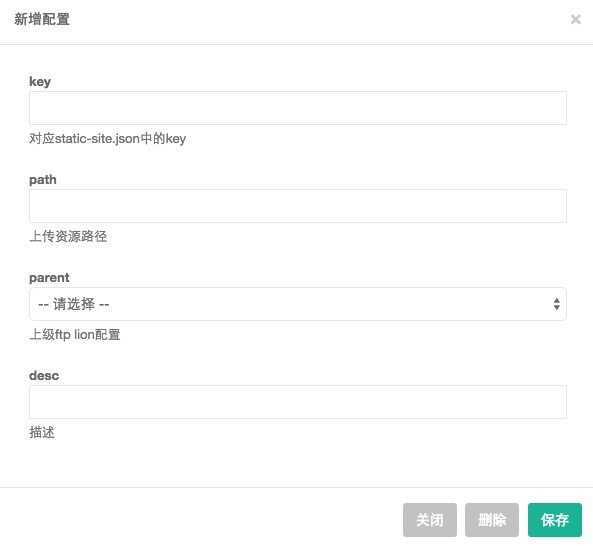 新增配置
key
对应static-site.json中的key
path
上传资源路径
parent
-- 请选择 --
上级ftp lion配置
desc
描述
关闭 删除 保存